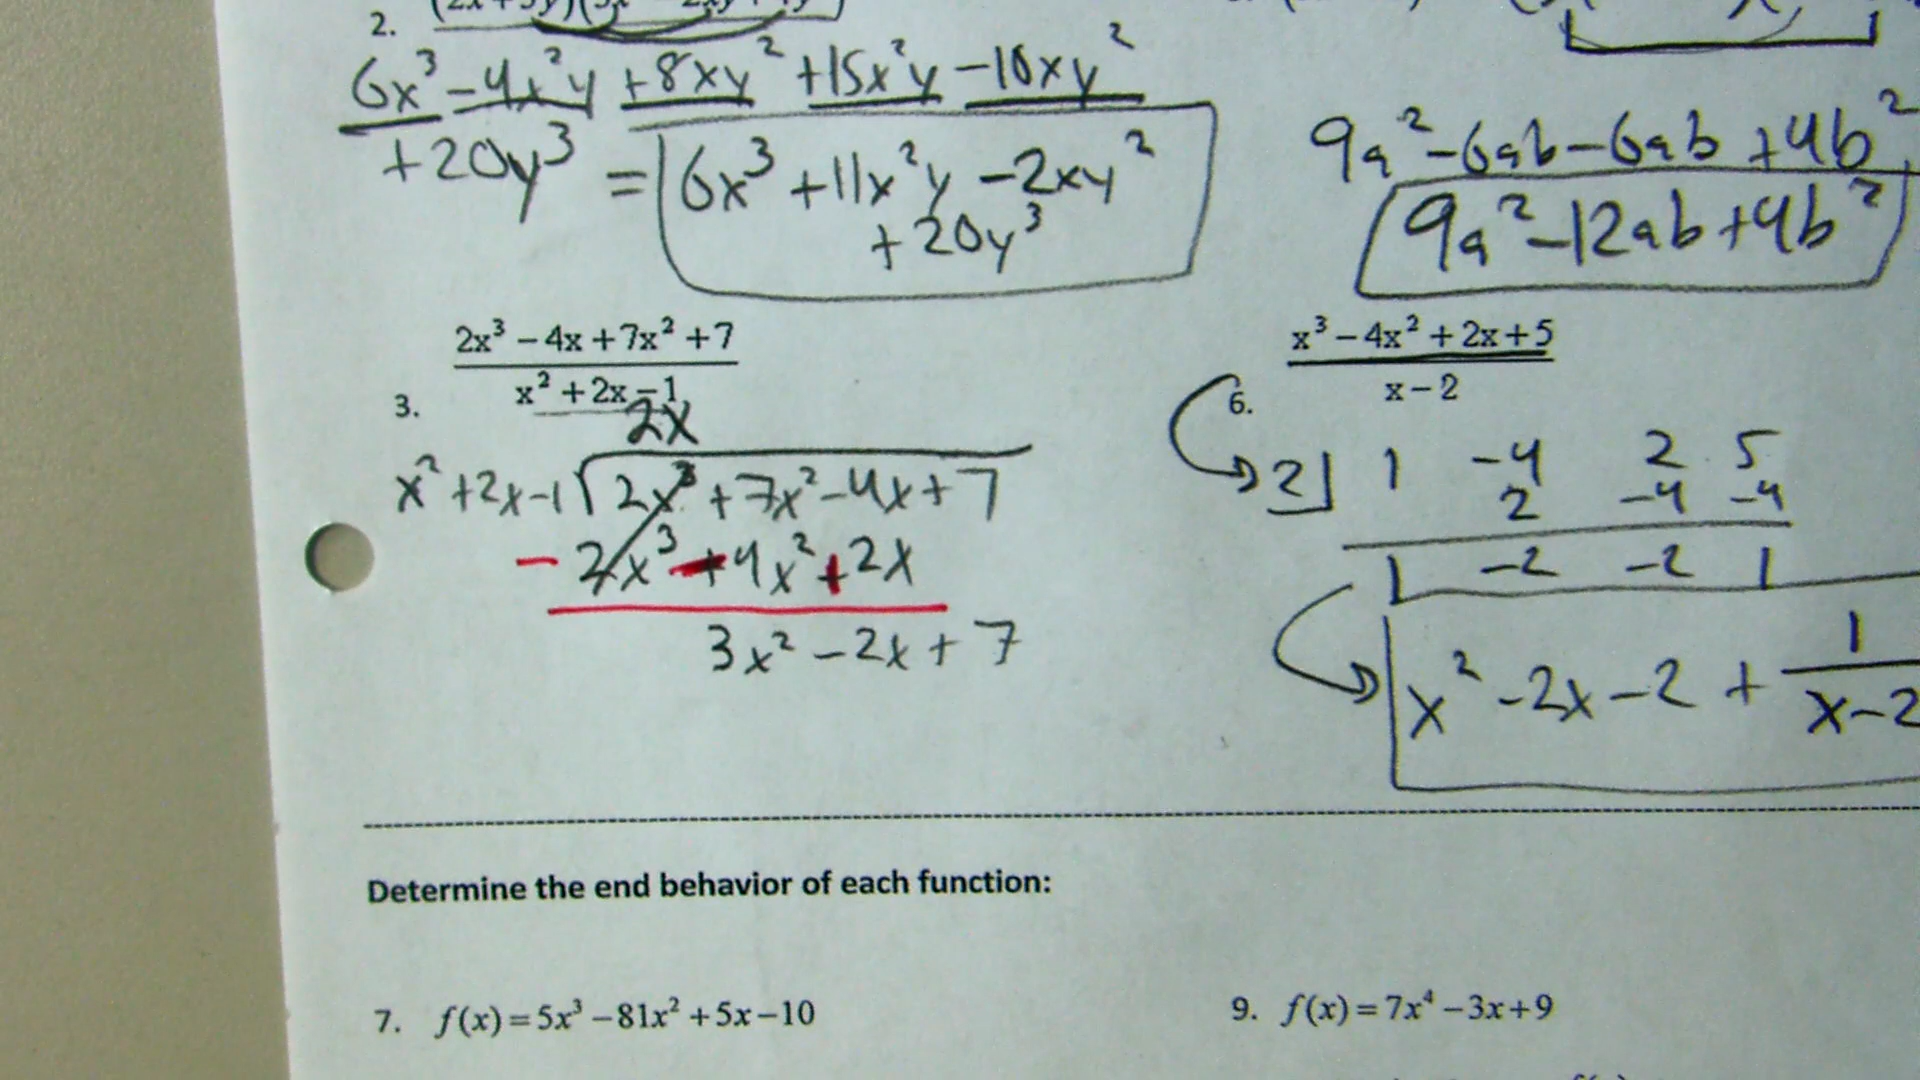 2.
6x³ - 4x²y + 8xy² + 15x²y - 10xy²
+ 20y³ = 6x³ + 11x²y - 2xy²
+ 20y³
9a² - 6ab - 6ab + 4b²
9a² - 12ab + 4b²
3. 2x³ - 4x + 7x² + 7
x² + 2x - 1
2x
x² + 2x - 1 2x³ + 7x² - 4x + 7
- 2x³ - + 4x² + 2x
3x² - 2x + 7
6. x³ - 4x² + 2x + 5
x - 2
2 1 -4 2 5
2 -4 -4
1 -2 -2 1
x² - 2x - 2 + 1
x - 2
Determine the end behavior of each function:
7. f(x) = 5x³ - 81x² + 5x - 10
9. f(x) = 7x⁴ - 3x + 9